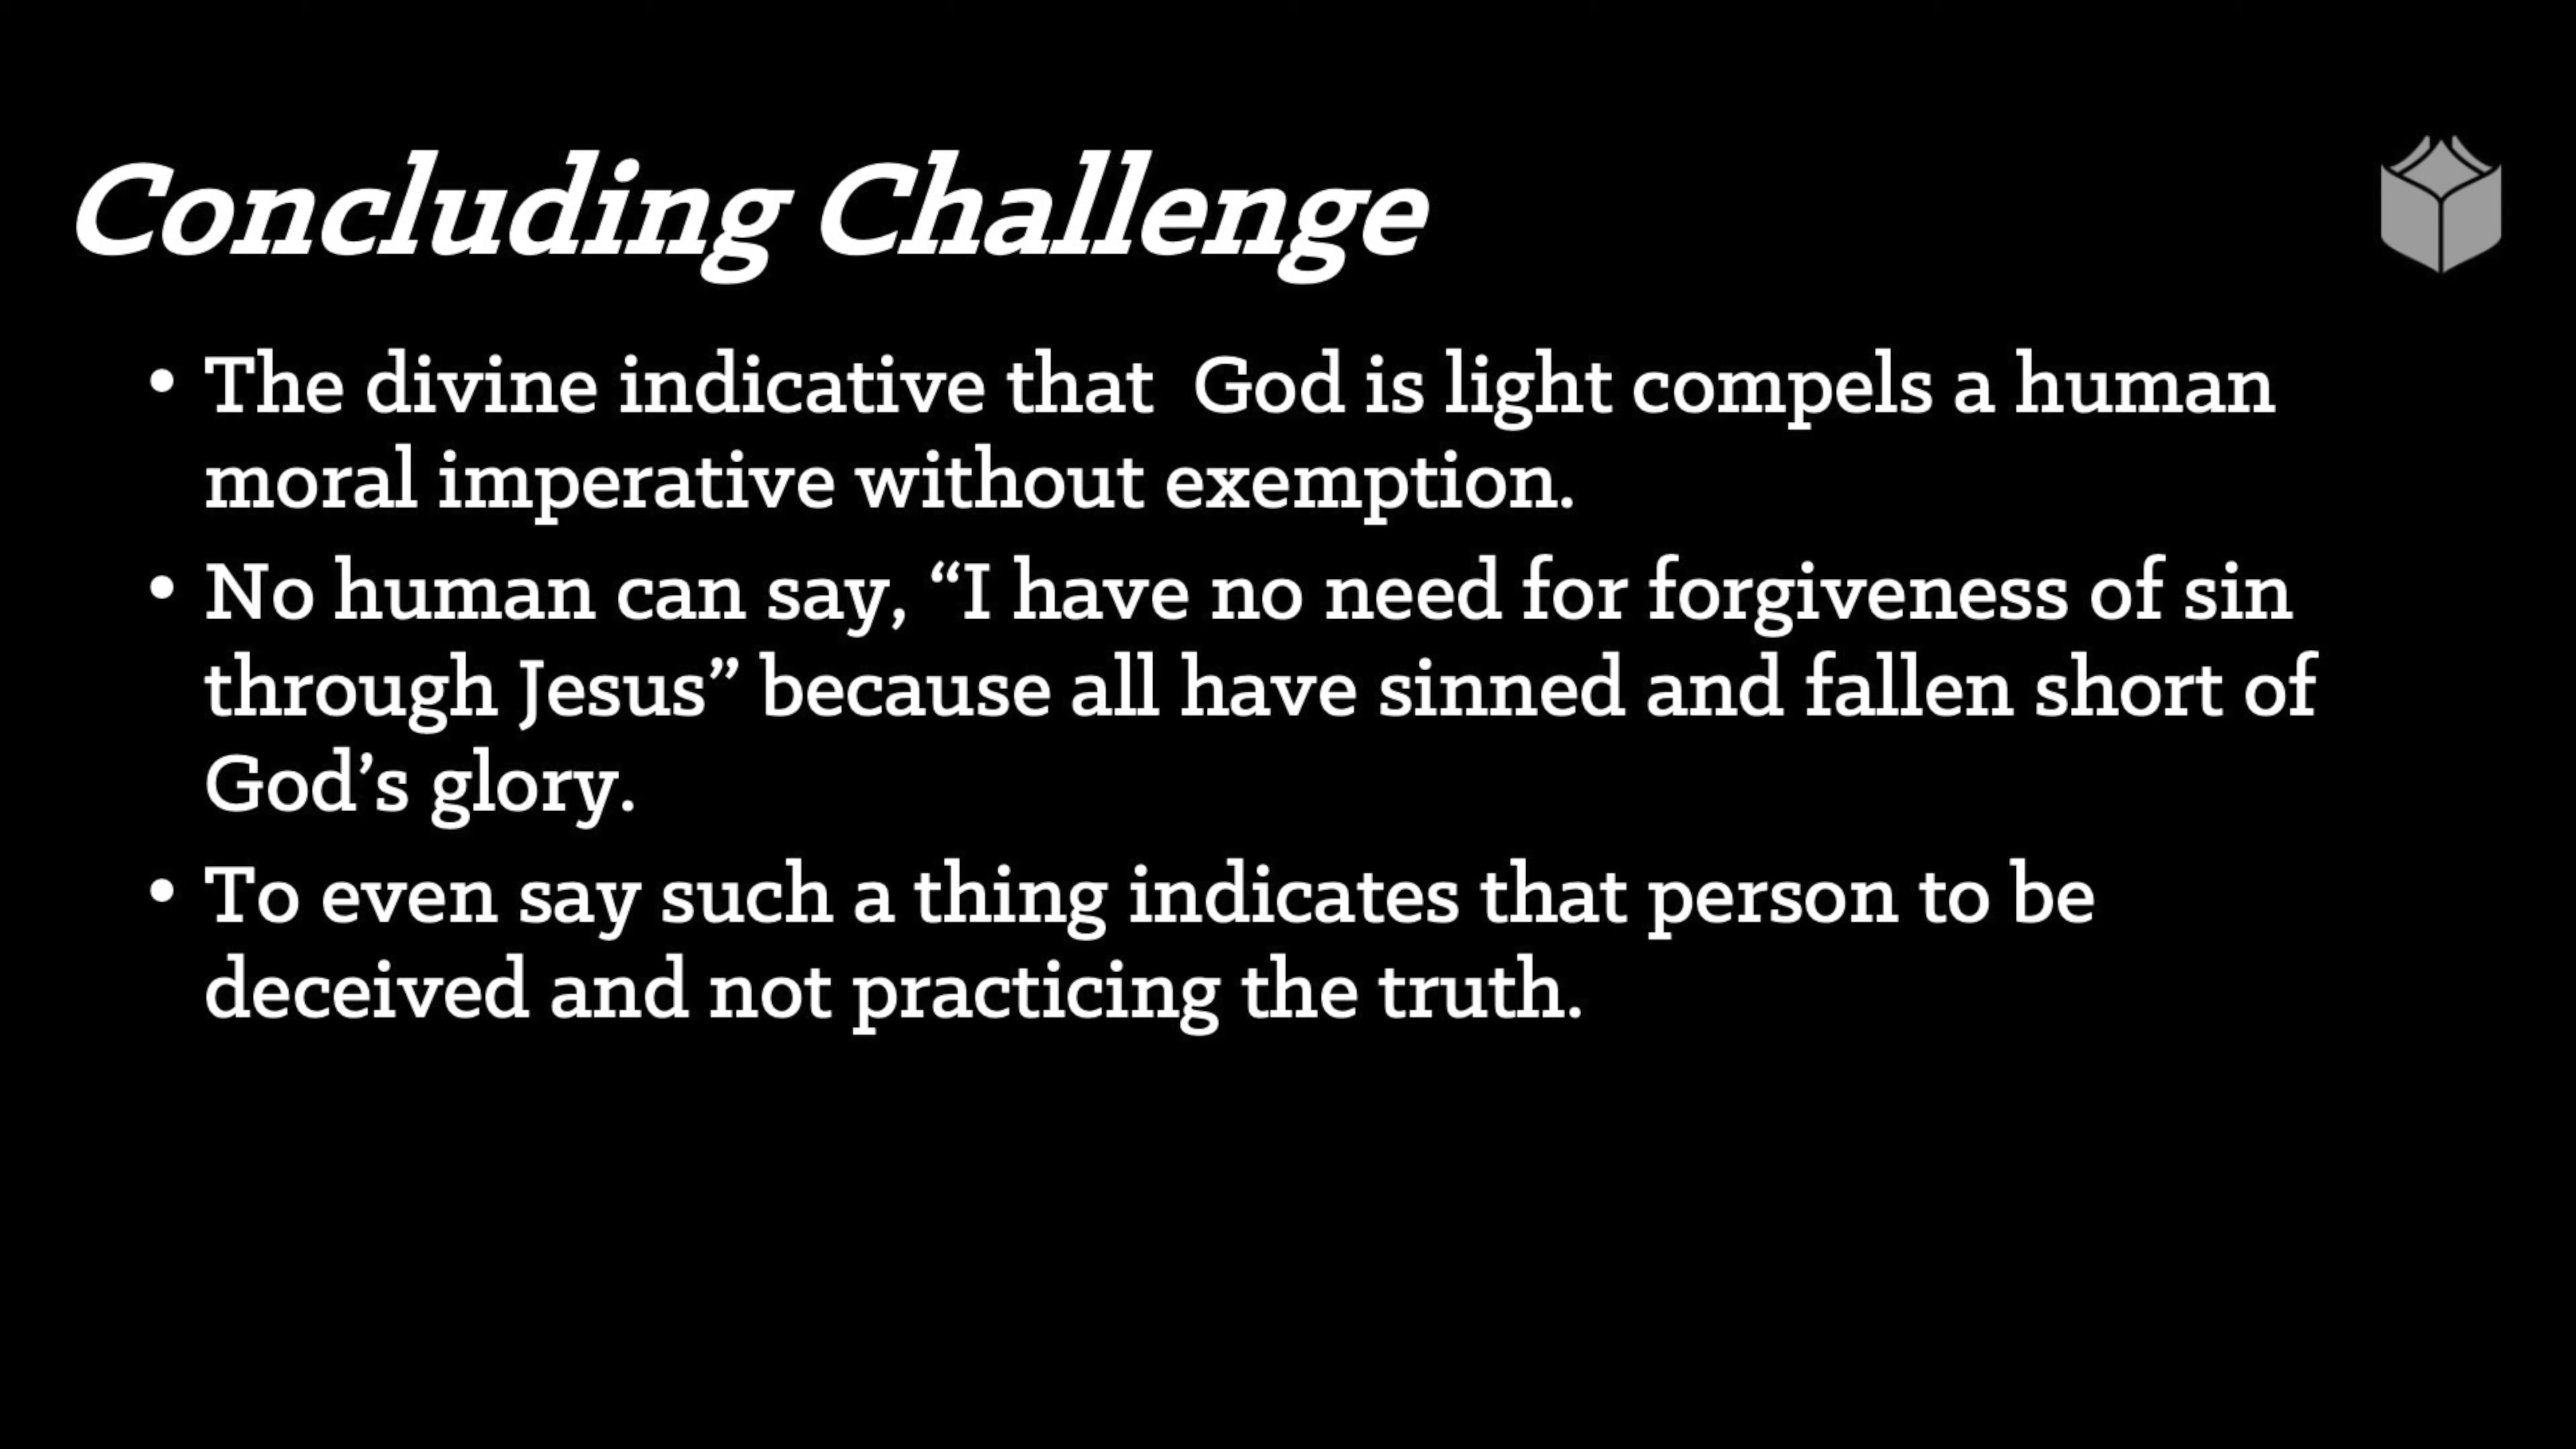 Concluding Challenge
• The divine indicative that  God is light compels a human
moral imperative without exemption.
• No human can say, “I have no need for forgiveness of sin
through Jesus” because all have sinned and fallen short of
God’s glory.
• To even say such a thing indicates that person to be
deceived and not practicing the truth.